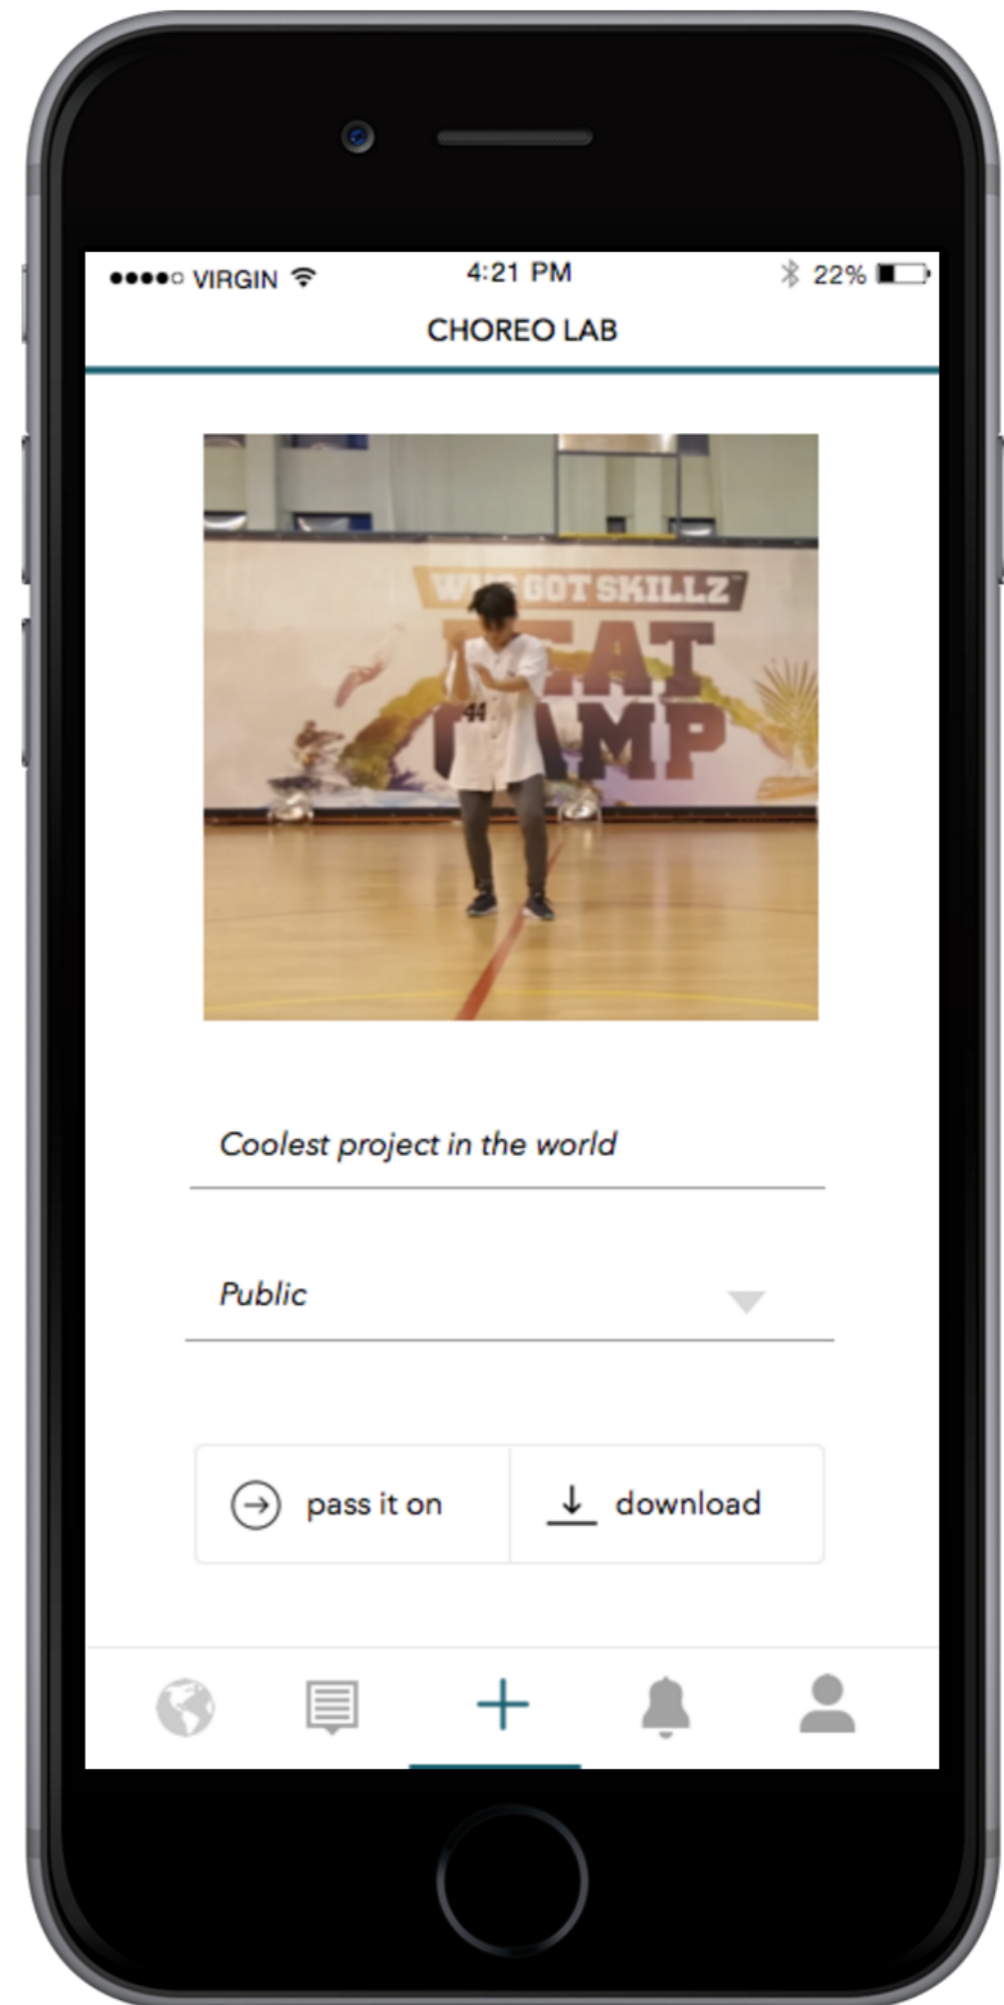 VIRGIN
4:21 PM
22%
CHOREO LAB
GOT SKILLZ
44
Coolest project in the world
Public
pass it on
download